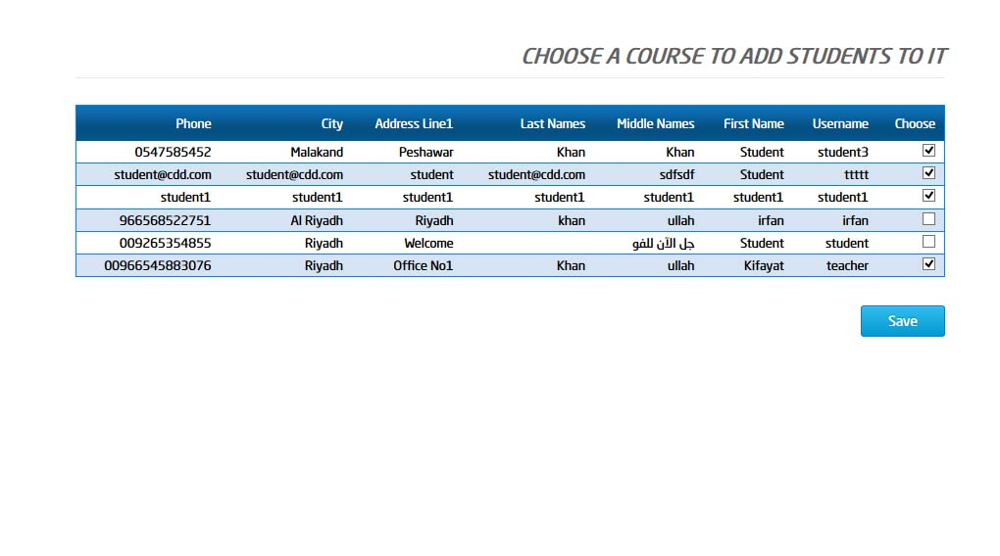 CHOOSE A COURSE TO ADD STUDENTS TO IT
Phone City Address Line1 Last Names Middle Names First Name Username Choose
0547585452 Malakand Peshawar Khan Khan Student student3
student@cdd.com student@cdd.com student student@cdd.com sdfsdf Student ttttt
student1 student1 student1 student1 student1 student1 student1
966568522751 Al Riyadh Riyadh khan ullah irfan irfan
009265354855 Riyadh Welcome جل الآن للفو Student student
00966545883076 Riyadh Office No1 Khan ullah Kifayat teacher
Save